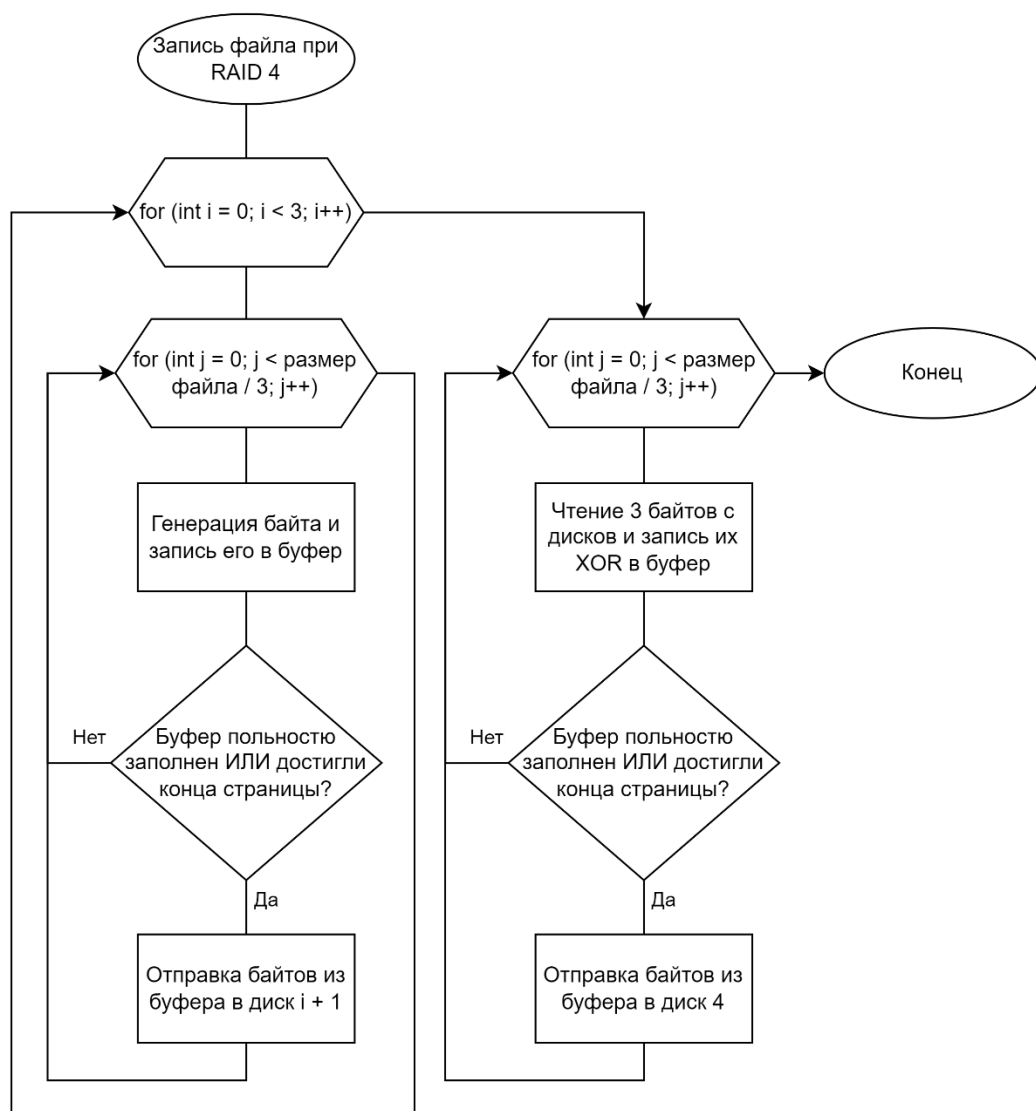 Запись файла при
RAID 4
for (int i = 0; i < 3; i++)
for (int j = 0; j < размер
файла / 3; j++)
Генерация байта и
запись его в буфер
Буфер польностю
заполнен ИЛИ достигли
конца страницы?
Нет
Да
Отправка байтов из
буфера в диск i + 1
for (int j = 0; j < размер
файла / 3; j++)
Чтение 3 байтов с
дисков и запись их
XOR в буфер
Буфер польностю
заполнен ИЛИ достигли
конца страницы?
Нет
Да
Отправка байтов из
буфера в диск 4
Конец